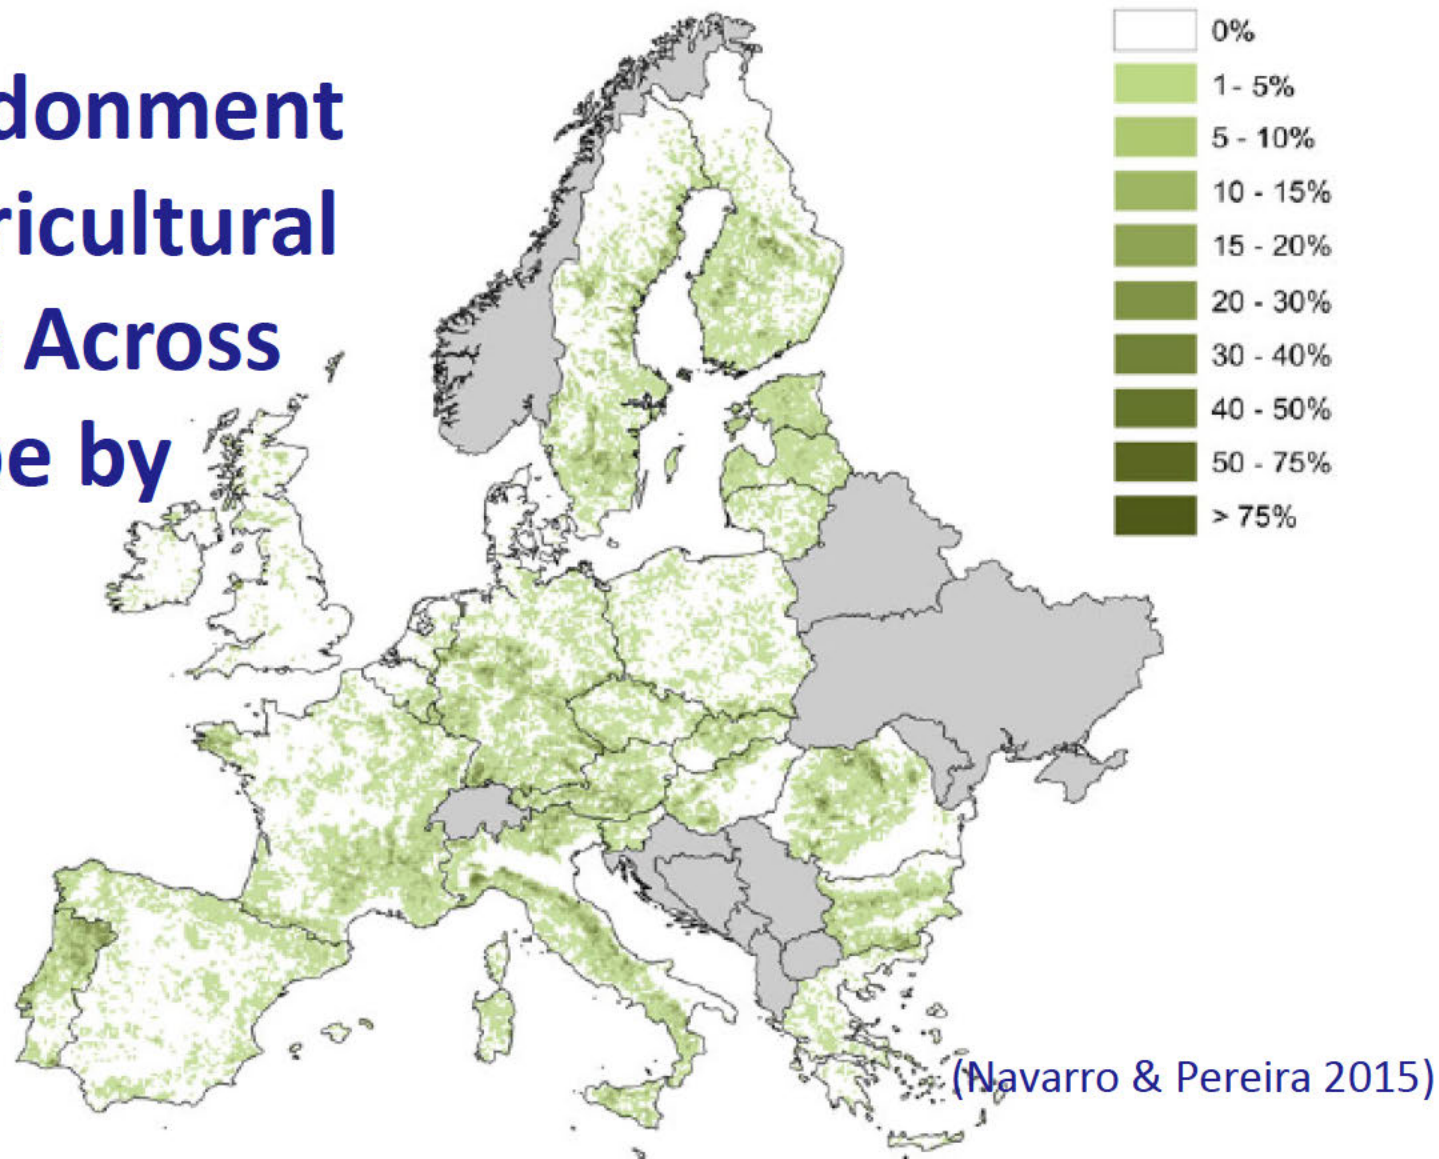 donment
ricultural
Across
e by
0%
1- 5%
5 - 10%
10 - 15%
15 - 20%
20 - 30%
30 - 40%
40 - 50%
50 - 75%
> 75%
(Navarro & Pereira 2015)